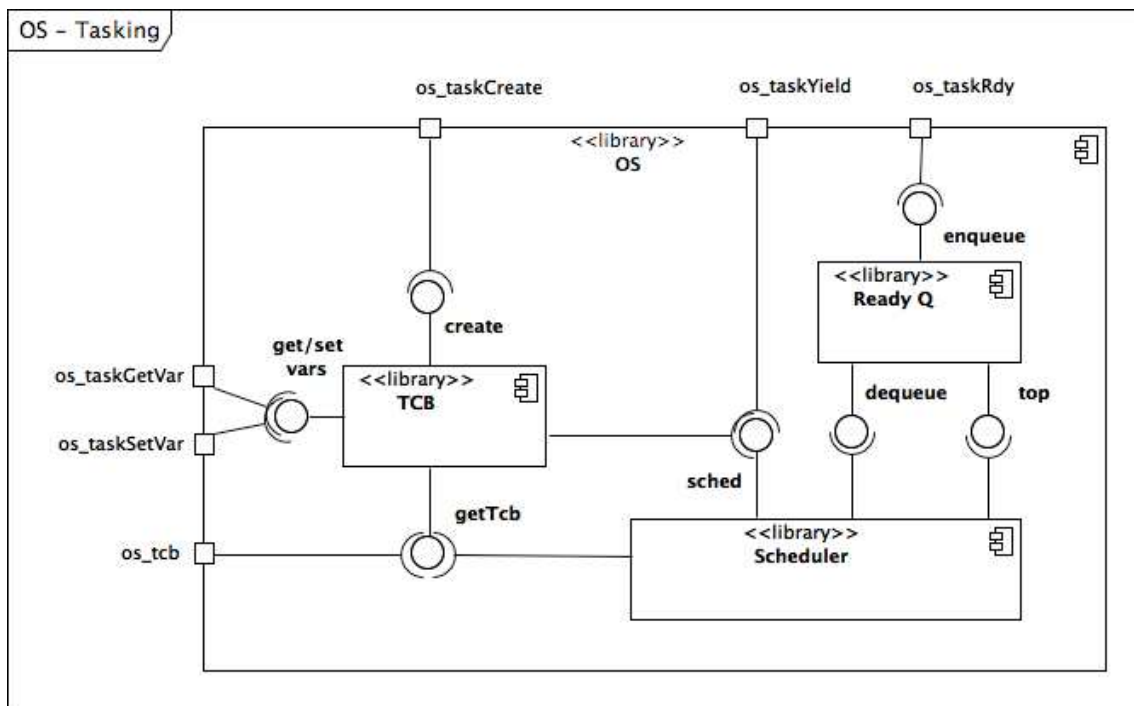 OS - Tasking
os_taskCreate
os_taskYield
os_taskRdy
<<library>>
OS
enqueue
<<library>>
Ready Q
create
get/set
vars
os_taskGetVar
<<library>>
TCB
dequeue
top
os_taskSetVar
sched
getTcb
<<library>>
Scheduler
os_tcb